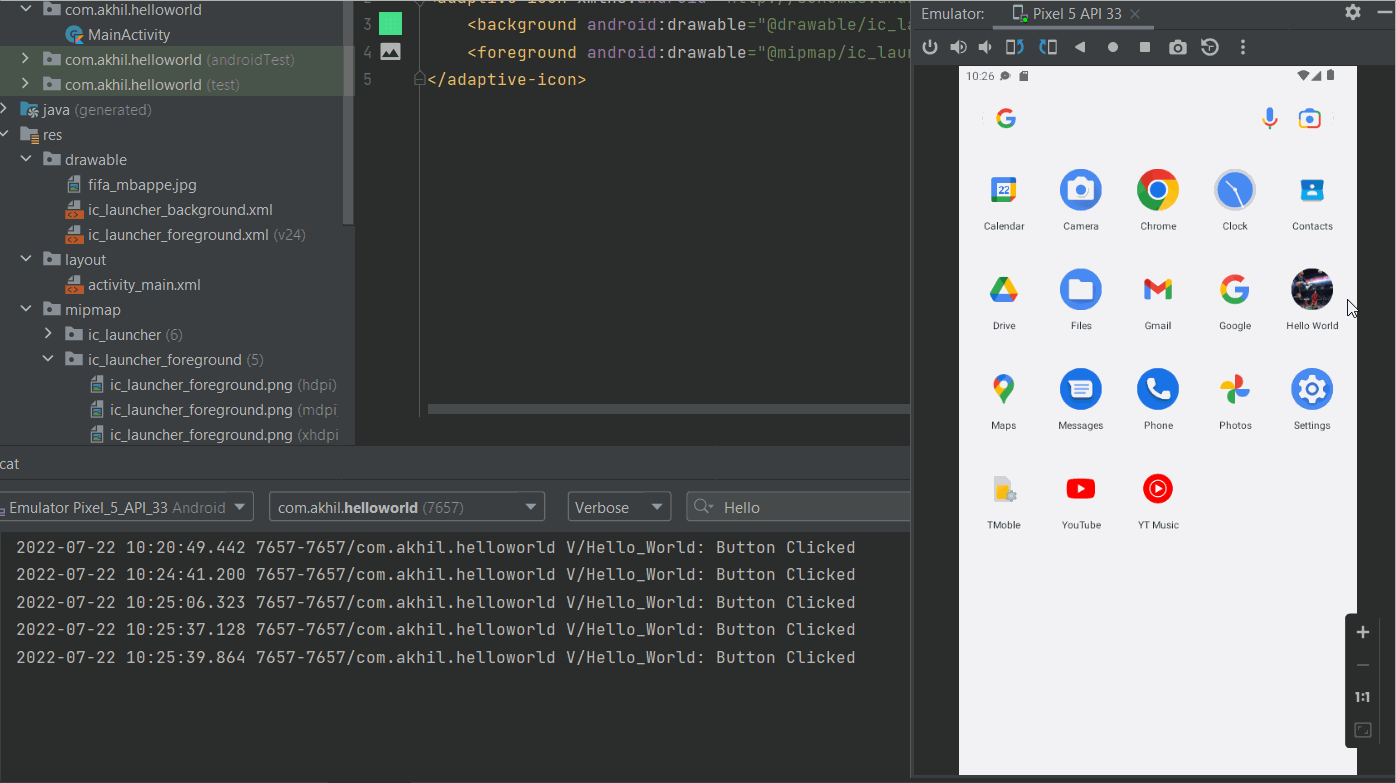 com.akhil.helloworld
MainActivity
com.akhil.helloworld (androidTest)
com.akhil.helloworld (test)
java (generated)
res
drawable
fifa_mbappe.jpg
ic_launcher_background.xml
ic_launcher_foreground.xml (v24)
layout
activity_main.xml
mipmap
ic_launcher (6)
ic_launcher_foreground (5)
ic_launcher_foreground.png (hdpi)
ic_launcher_foreground.png (mdpi
ic_launcher_foreground.png (xhdpi
3 <background android:drawable="@drawable/ic_la
4 <foreground android:drawable="@mipmap/ic_laun
5 </adaptive-icon>
Emulator: Pixel 5 API 33
10:26
22
Calendar Camera Chrome Clock Contacts
Drive Files Gmail Google Hello World
Maps Messages Phone Photos Settings
TMoble YouTube YT Music
1:1
cat
Emulator Pixel_5_API_33 Android com.akhil.helloworld (7657) Verbose Hello
2022-07-22 10:20:49.442 7657-7657/com.akhil.helloworld V/Hello_World: Button Clicked
2022-07-22 10:24:41.200 7657-7657/com.akhil.helloworld V/Hello_World: Button Clicked
2022-07-22 10:25:06.323 7657-7657/com.akhil.helloworld V/Hello_World: Button Clicked
2022-07-22 10:25:37.128 7657-7657/com.akhil.helloworld V/Hello_World: Button Clicked
2022-07-22 10:25:39.864 7657-7657/com.akhil.helloworld V/Hello_World: Button Clicked